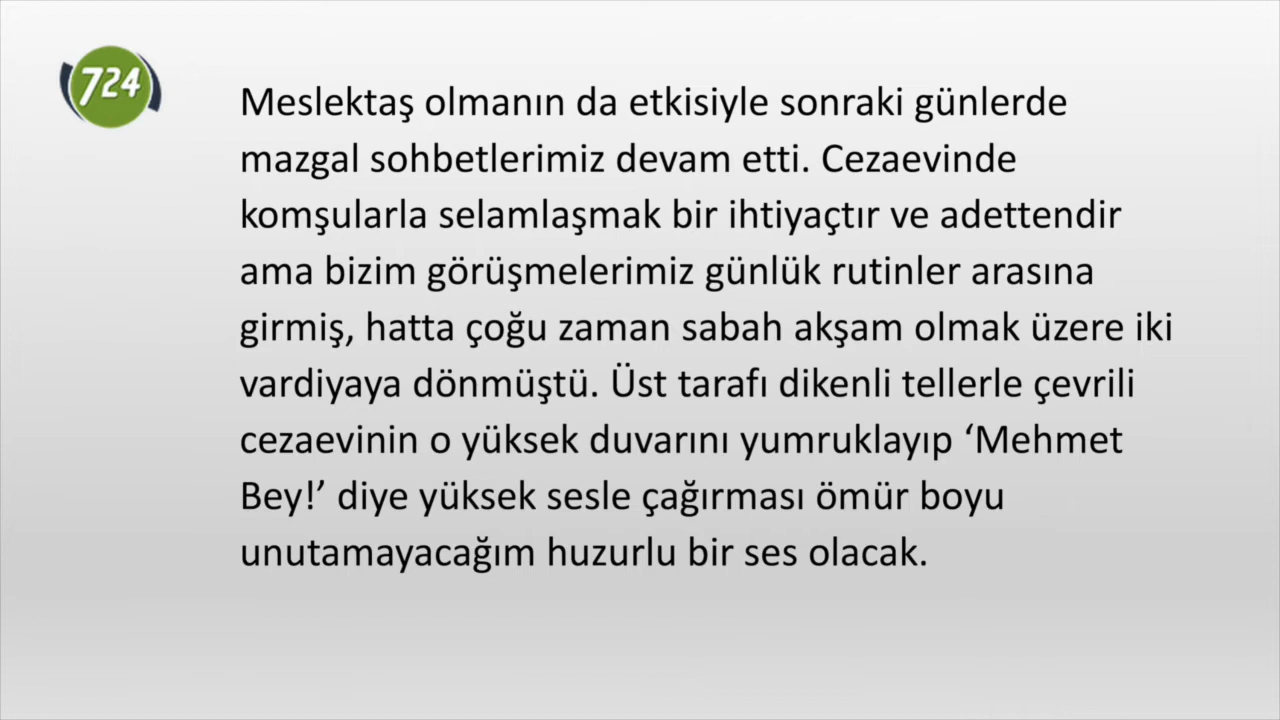 724
Meslektaş olmanın da etkisiyle sonraki günlerde
mazgal sohbetlerimiz devam etti. Cezaevinde
komşularla selamlaşmak bir ihtiyaçtır ve adettendir
ama bizim görüşmelerimiz günlük rutinler arasına
girmiş, hatta çoğu zaman sabah akşam olmak üzere iki
vardiyaya dönmüştü. Üst tarafı dikenli tellerle çevrili
cezaevinin o yüksek duvarını yumruklayıp ‘Mehmet
Bey!’ diye yüksek sesle çağırması ömür boyu
unutamayacağım huzurlu bir ses olacak.